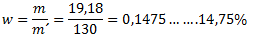 w = m/m´ = 19,18/130 = 0,1475 … … .14,75%